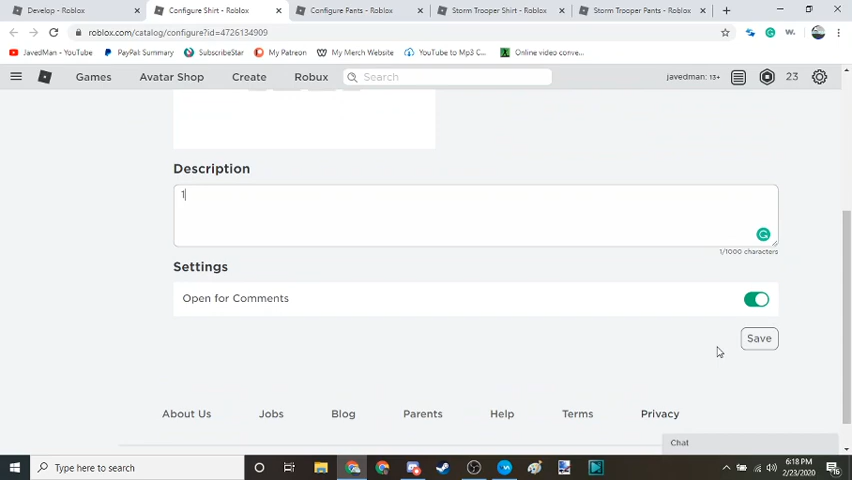 Develop - Roblox
Configure Shirt - Roblox
Configure Pants - Roblox
Storm Trooper Shirt - Roblox
Storm Trooper Pants - Roblox
roblox.com/catalog/configure?id=4726134909
JavedMan - YouTube
PayPal: Summary
SubscribeStar
My Patreon
My Merch Website
YouTube to Mp3 C...
Online video conve...
Games
Avatar Shop
Create
Robux
Search
javedman: 13+
23
Description
1
1/1000 characters
Settings
Open for Comments
Save
About Us
Jobs
Blog
Parents
Help
Terms
Privacy
Chat
Type here to search
6:18 PM
2/23/2020